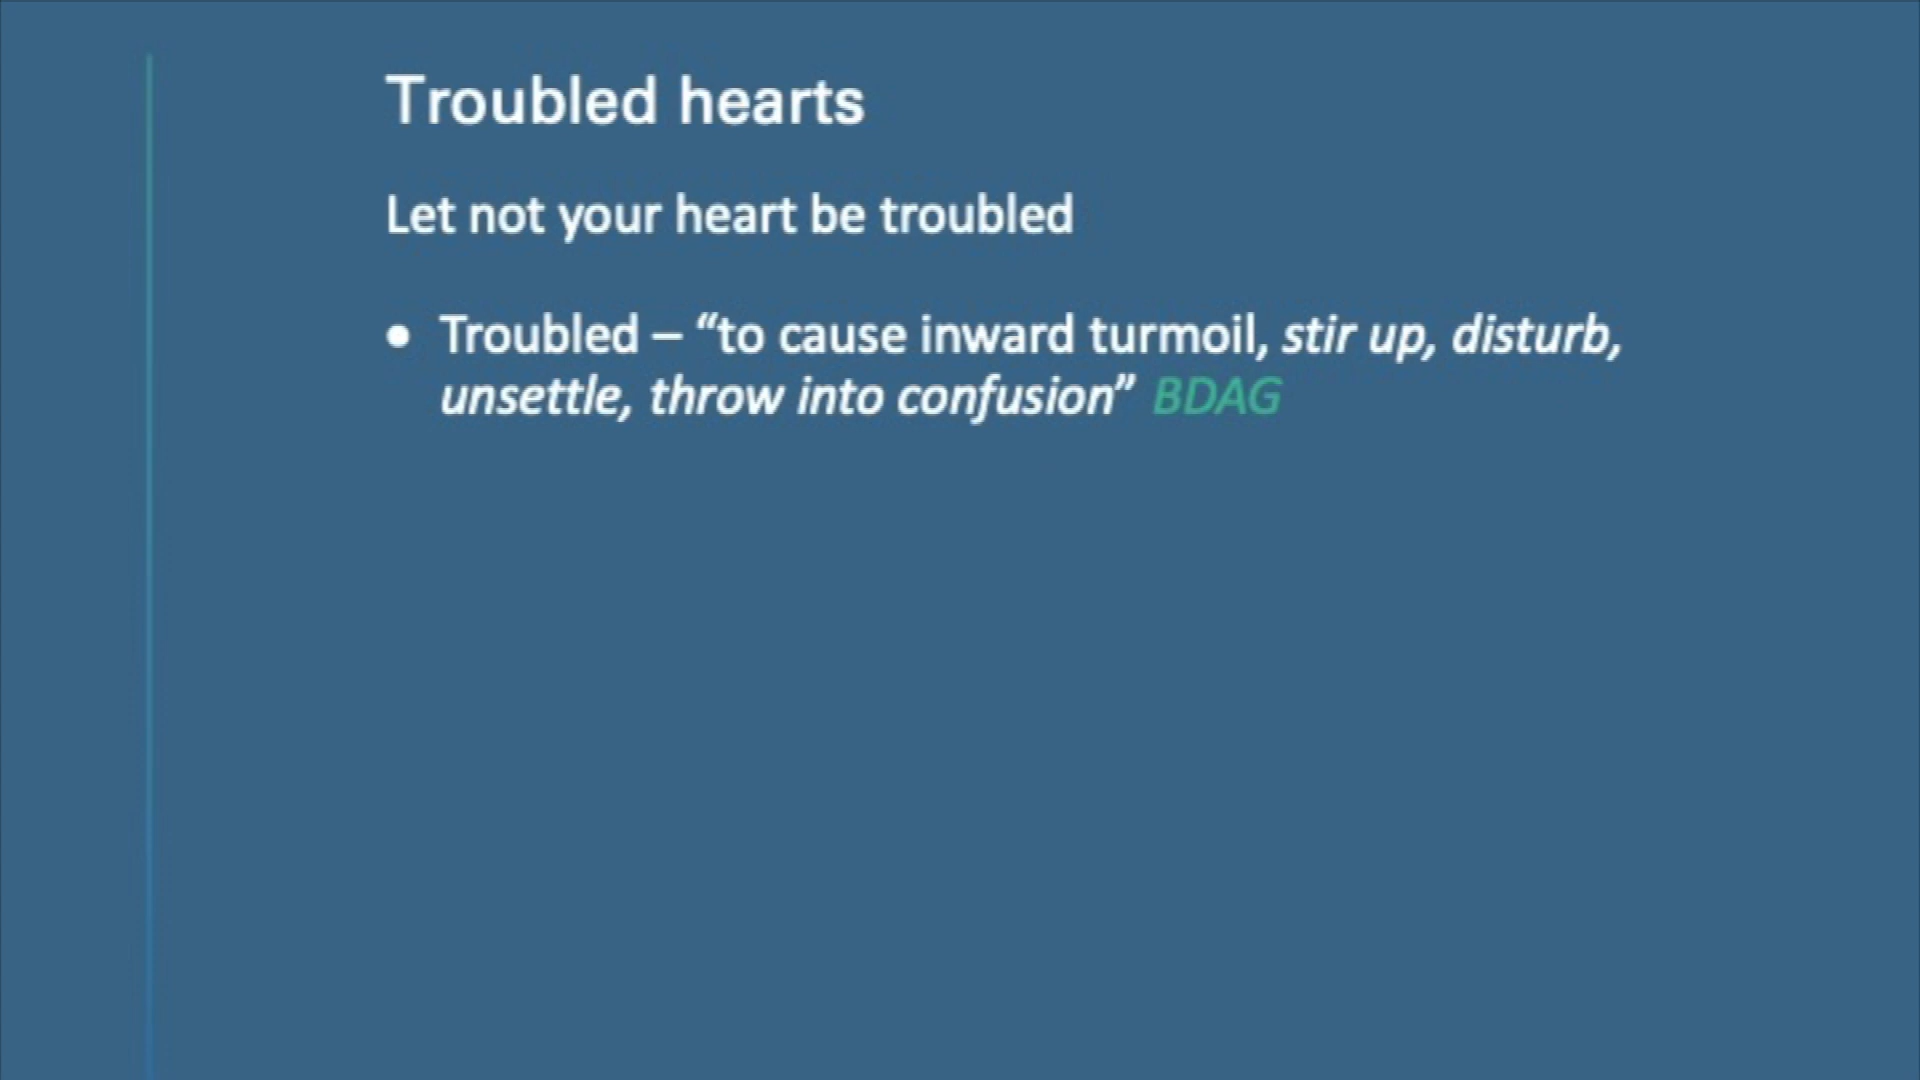 Troubled hearts
Let not your heart be troubled
● Troubled – “to cause inward turmoil, stir up, disturb,
unsettle, throw into confusion” BDAG